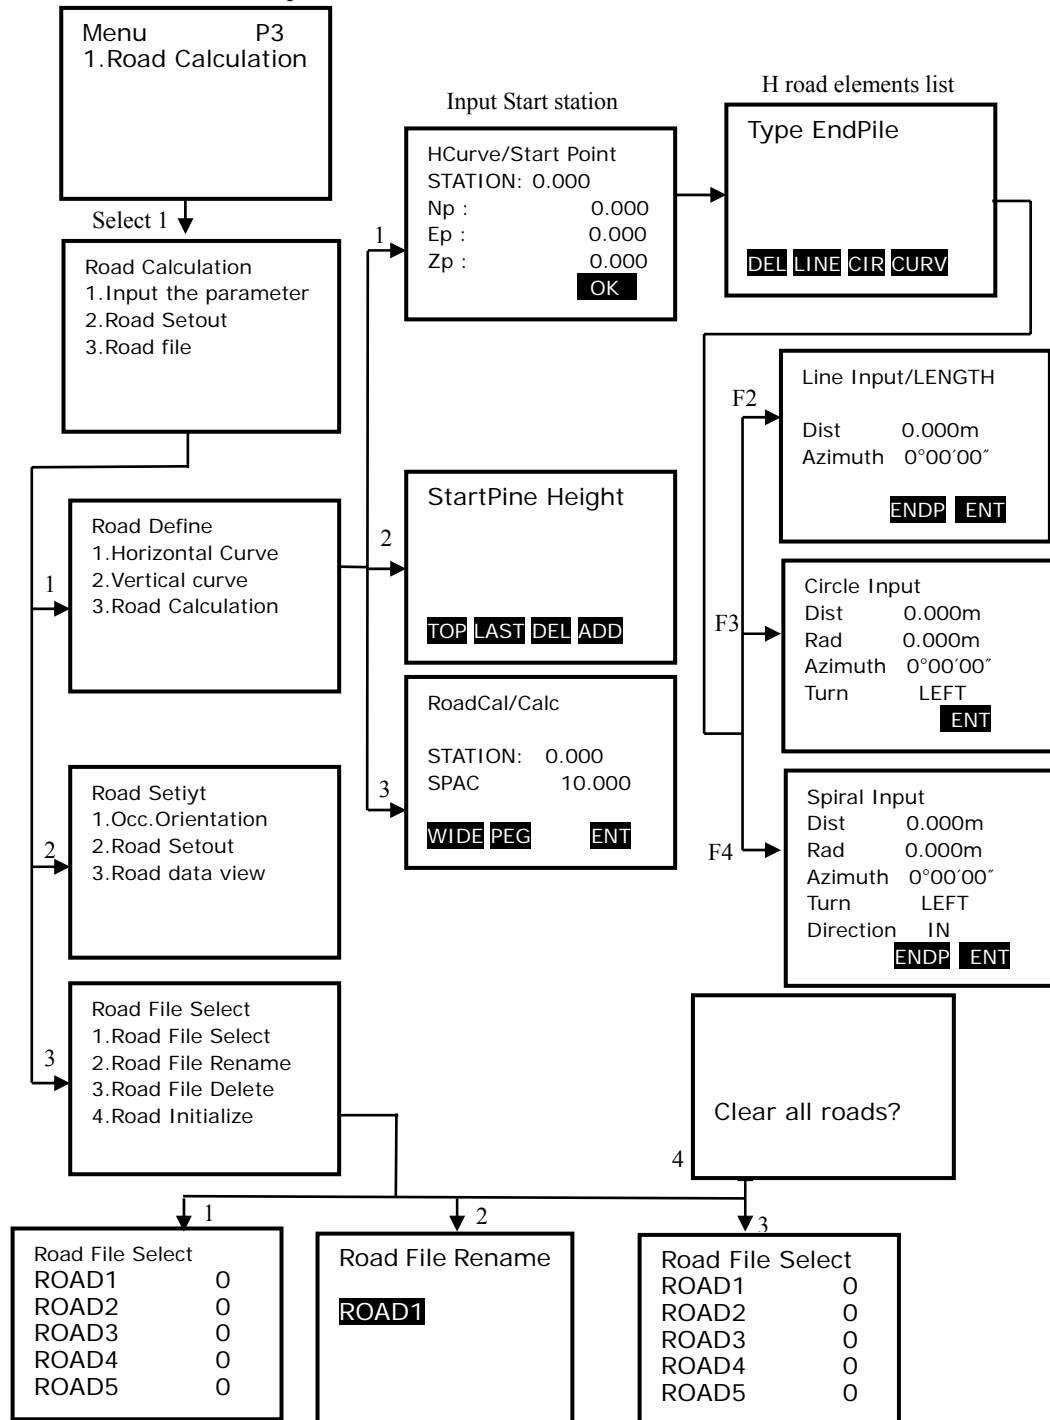 Menu P3
1.Road Calculation
Select 1
Input Start station
H road elements list
HCurve/Start Point
STATION: 0.000
Np : 0.000
Ep : 0.000
Zp : 0.000
OK
Type EndPile
DEL LINE CIR CURV
Road Calculation
1.Input the parameter
2.Road Setout
3.Road file
1
F2
Line Input/LENGTH
Dist 0.000m
Azimuth 0°00′00″
ENDP ENT
1
Road Define
1.Horizontal Curve
2.Vertical curve
3.Road Calculation
2
StartPine Height
TOP LAST DEL ADD
F3
Circle Input
Dist 0.000m
Rad 0.000m
Azimuth 0°00′00″
Turn LEFT
ENT
3
RoadCal/Calc
STATION: 0.000
SPAC 10.000
WIDE PEG ENT
2
Road Setiyt
1.Occ.Orientation
2.Road Setout
3.Road data view
F4
Spiral Input
Dist 0.000m
Rad 0.000m
Azimuth 0°00′00″
Turn LEFT
Direction IN
ENDP ENT
3
Road File Select
1.Road File Select
2.Road File Rename
3.Road File Delete
4.Road Initialize
4
Clear all roads?
1
2
3
Road File Select
ROAD1 0
ROAD2 0
ROAD3 0
ROAD4 0
ROAD5 0
Road File Rename
ROAD1
Road File Select
ROAD1 0
ROAD2 0
ROAD3 0
ROAD4 0
ROAD5 0